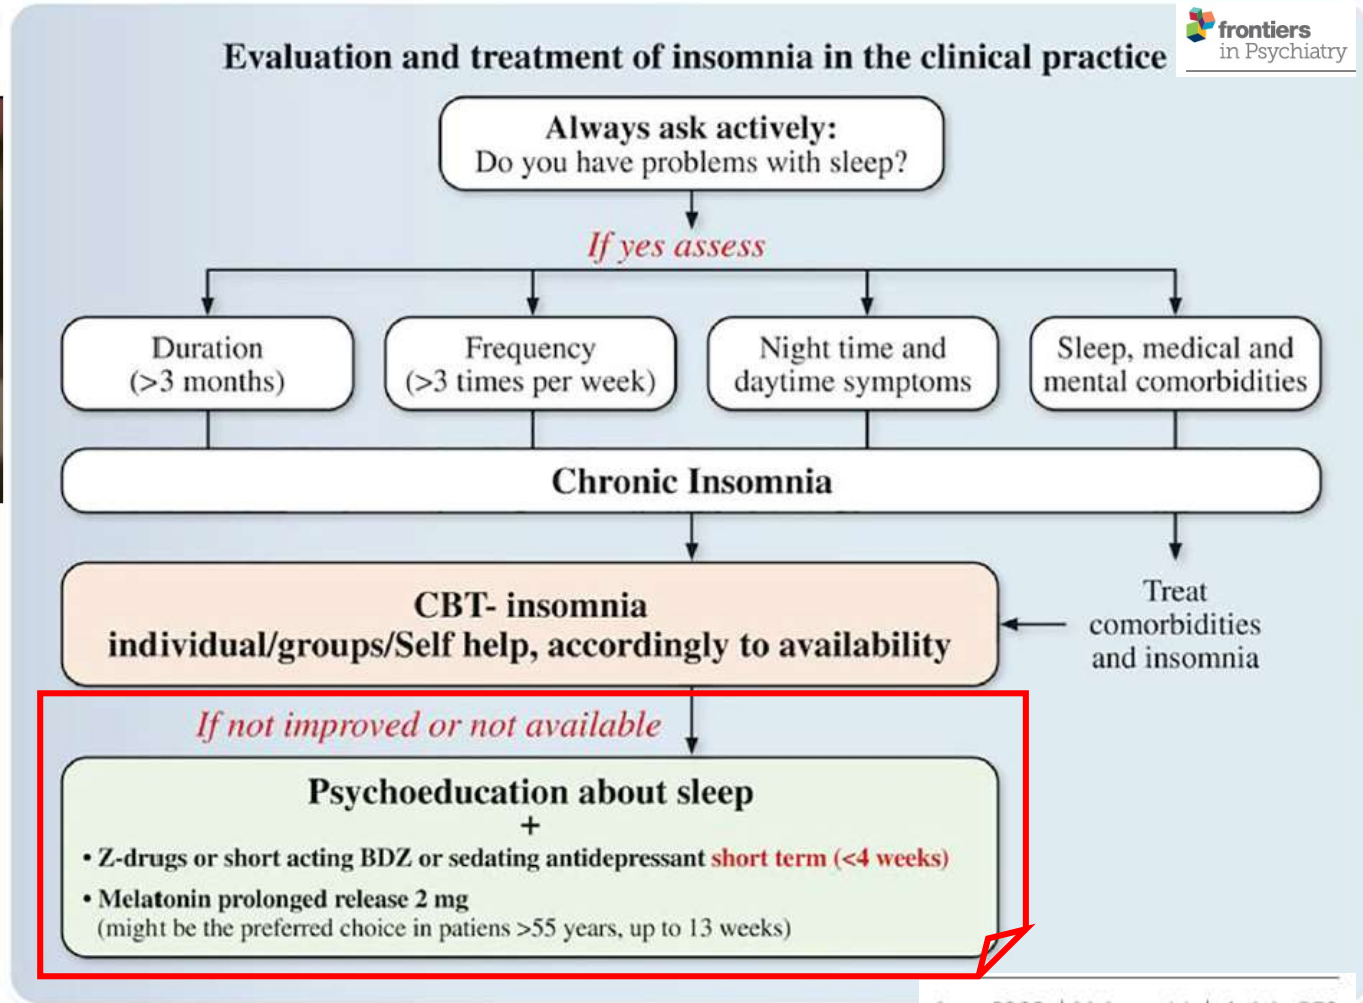 frontiers
in Psychiatry
Evaluation and treatment of insomnia in the clinical practice
Always ask actively:
Do you have problems with sleep?
If yes assess
Duration
(>3 months)
Frequency
(>3 times per week)
Night time and
daytime symptoms
Sleep, medical and
mental comorbidities
Chronic Insomnia
CBT- insomnia
individual/groups/Self help, accordingly to availability
Treat
comorbidities
and insomnia
If not improved or not available
Psychoeducation about sleep
+
• Z-drugs or short acting BDZ or sedating antidepressant short term (<4 weeks)
• Melatonin prolonged release 2 mg
(might be the preferred choice in patiens >55 years, up to 13 weeks)